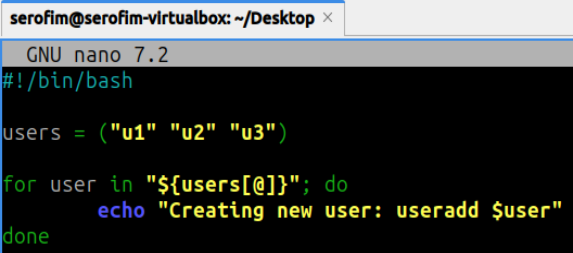 serofim@serofim-virtualbox: ~/Desktop ×
GNU nano 7.2
#!/bin/bash
users = ("u1" "u2" "u3")
for user in "${users[@]}"; do
echo "Creating new user: useradd $user"
done